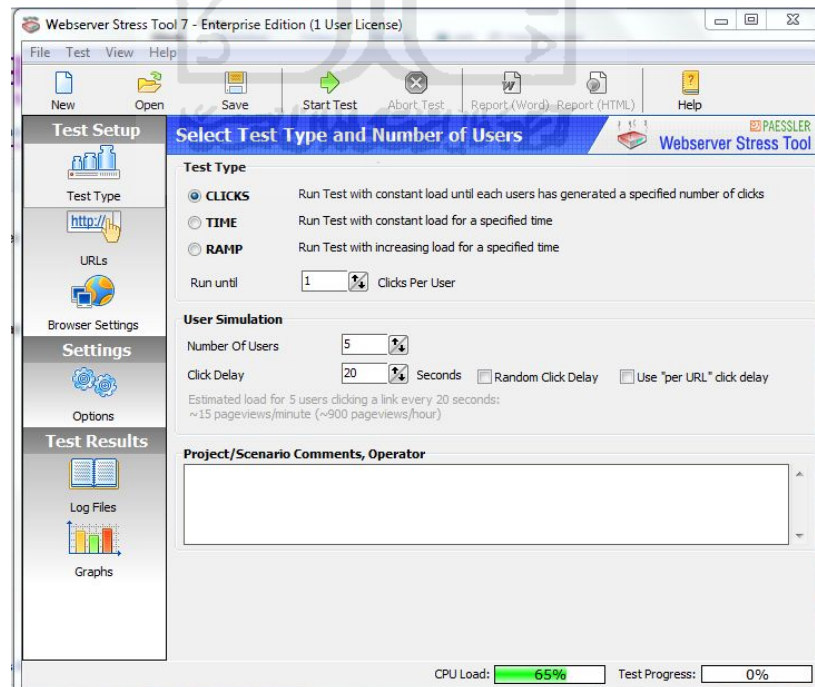 Webserver Stress Tool 7 - Enterprise Edition (1 User License)
File Test View Help
New Open Save Start Test Abort Test Report (Word) Report (HTML) Help
Test Setup
Test Type
http://
URLs
Browser Settings
Settings
Options
Test Results
Log Files
Graphs
Select Test Type and Number of Users
PAESSLER
Webserver Stress Tool
Test Type
CLICKS Run Test with constant load until each users has generated a specified number of clicks
TIME Run Test with constant load for a specified time
RAMP Run Test with increasing load for a specified time
Run until 1 Clicks Per User
User Simulation
Number Of Users 5
Click Delay 20 Seconds Random Click Delay Use "per URL" click delay
Estimated load for 5 users clicking a link every 20 seconds:
~15 pageviews/minute (~900 pageviews/hour)
Project/Scenario Comments, Operator
CPU Load: 65% Test Progress: 0%